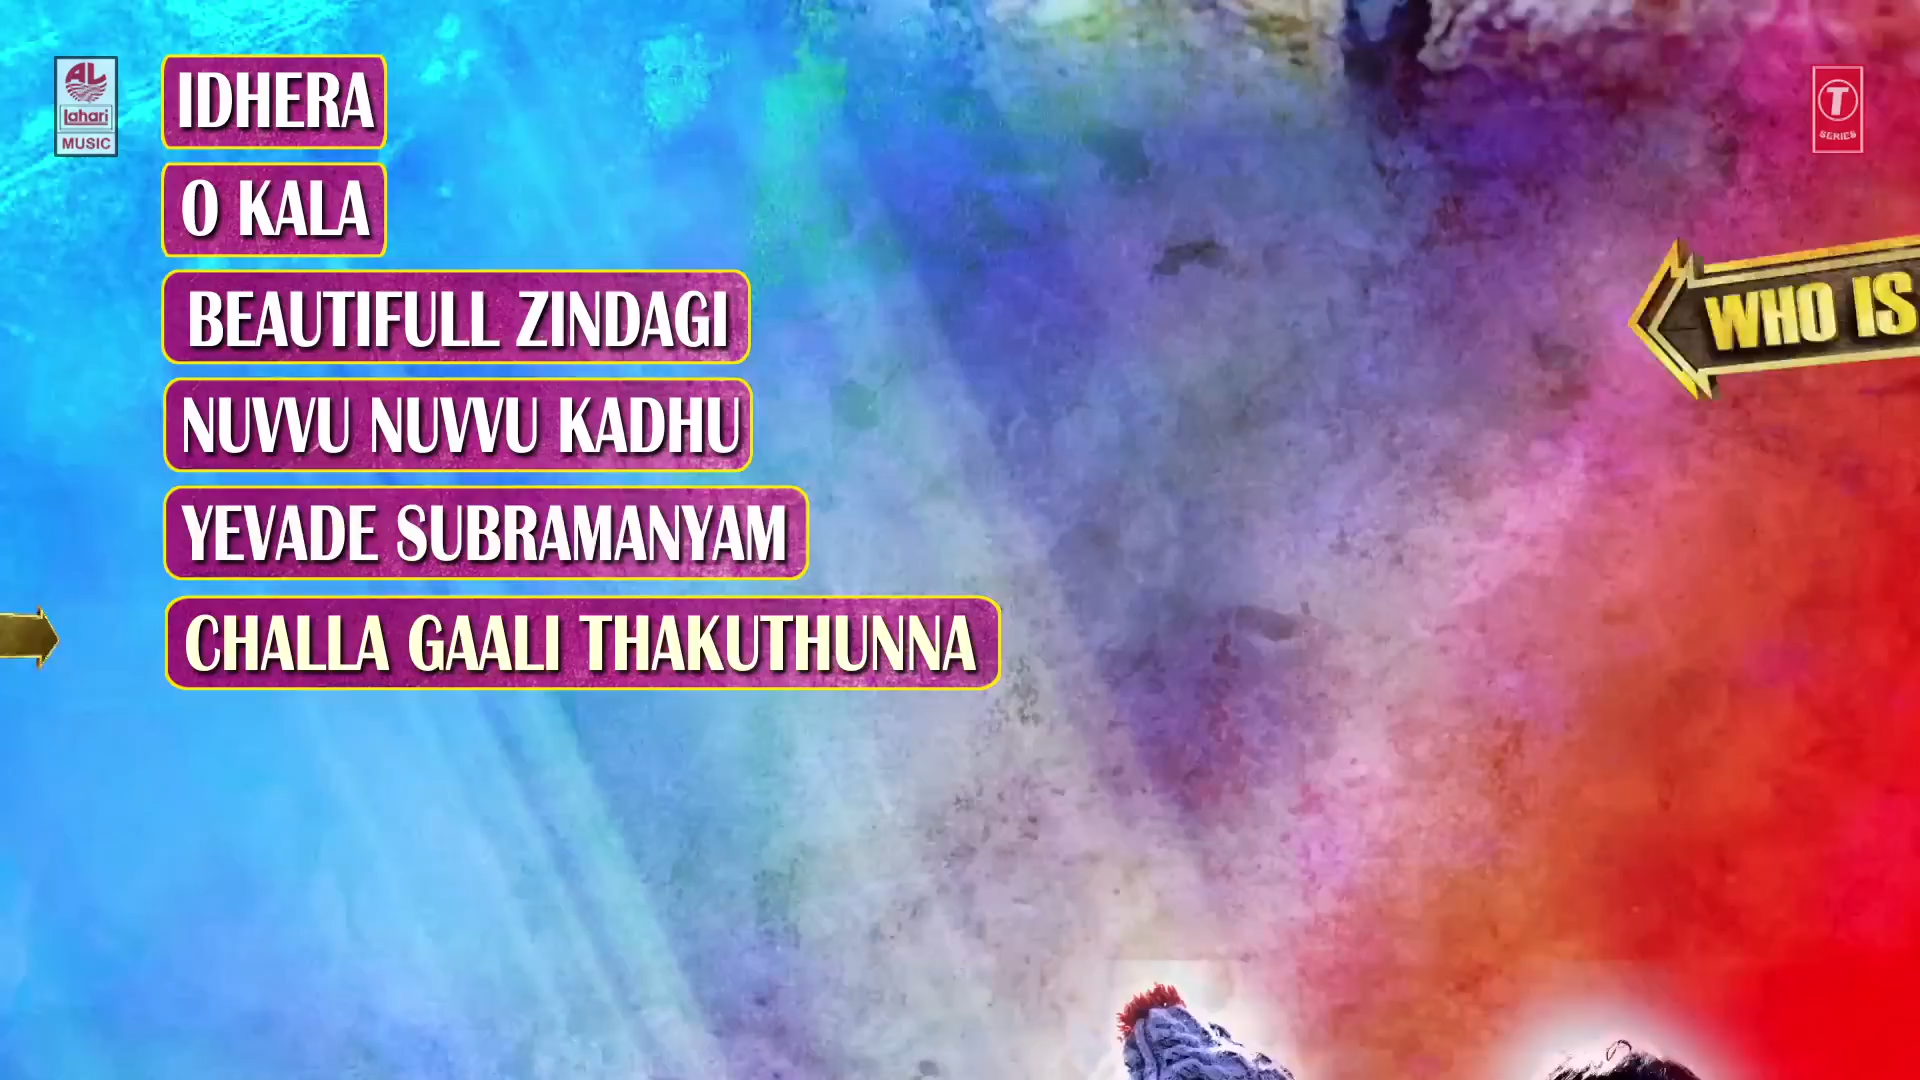 AL
lahari
MUSIC
IDHERA
O KALA
BEAUTIFULL ZINDAGI
NUVVU NUVVU KADHU
YEVADE SUBRAMANYAM
CHALLA GAALI THAKUTHUNNA
T
SERIES
WHO IS